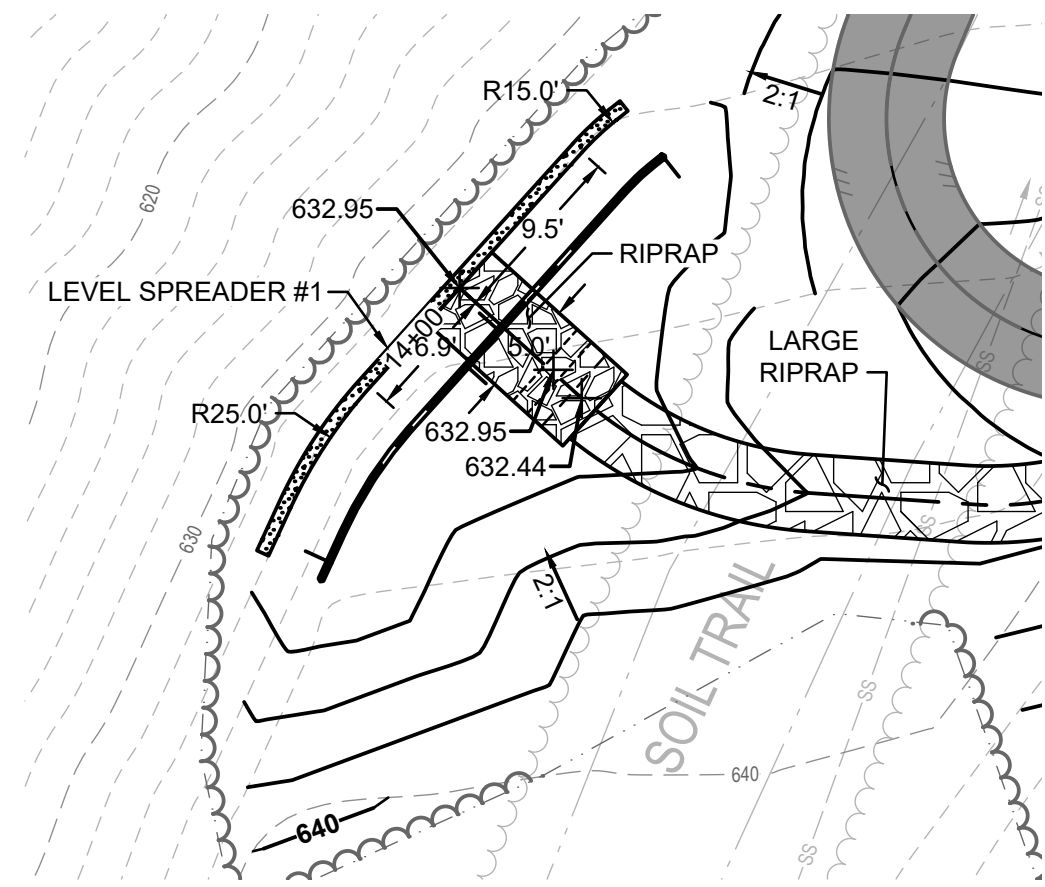 R15.0'
2:1
SS
620
632.95
9.5'
RIPRAP
LEVEL SPREADER #1
14+00
6.9'
5.0'
LARGE
RIPRAP
SS
R25.0'
632.95
632.44
630
SS
2:1
SOIL TRAIL
SS
640
640
SS